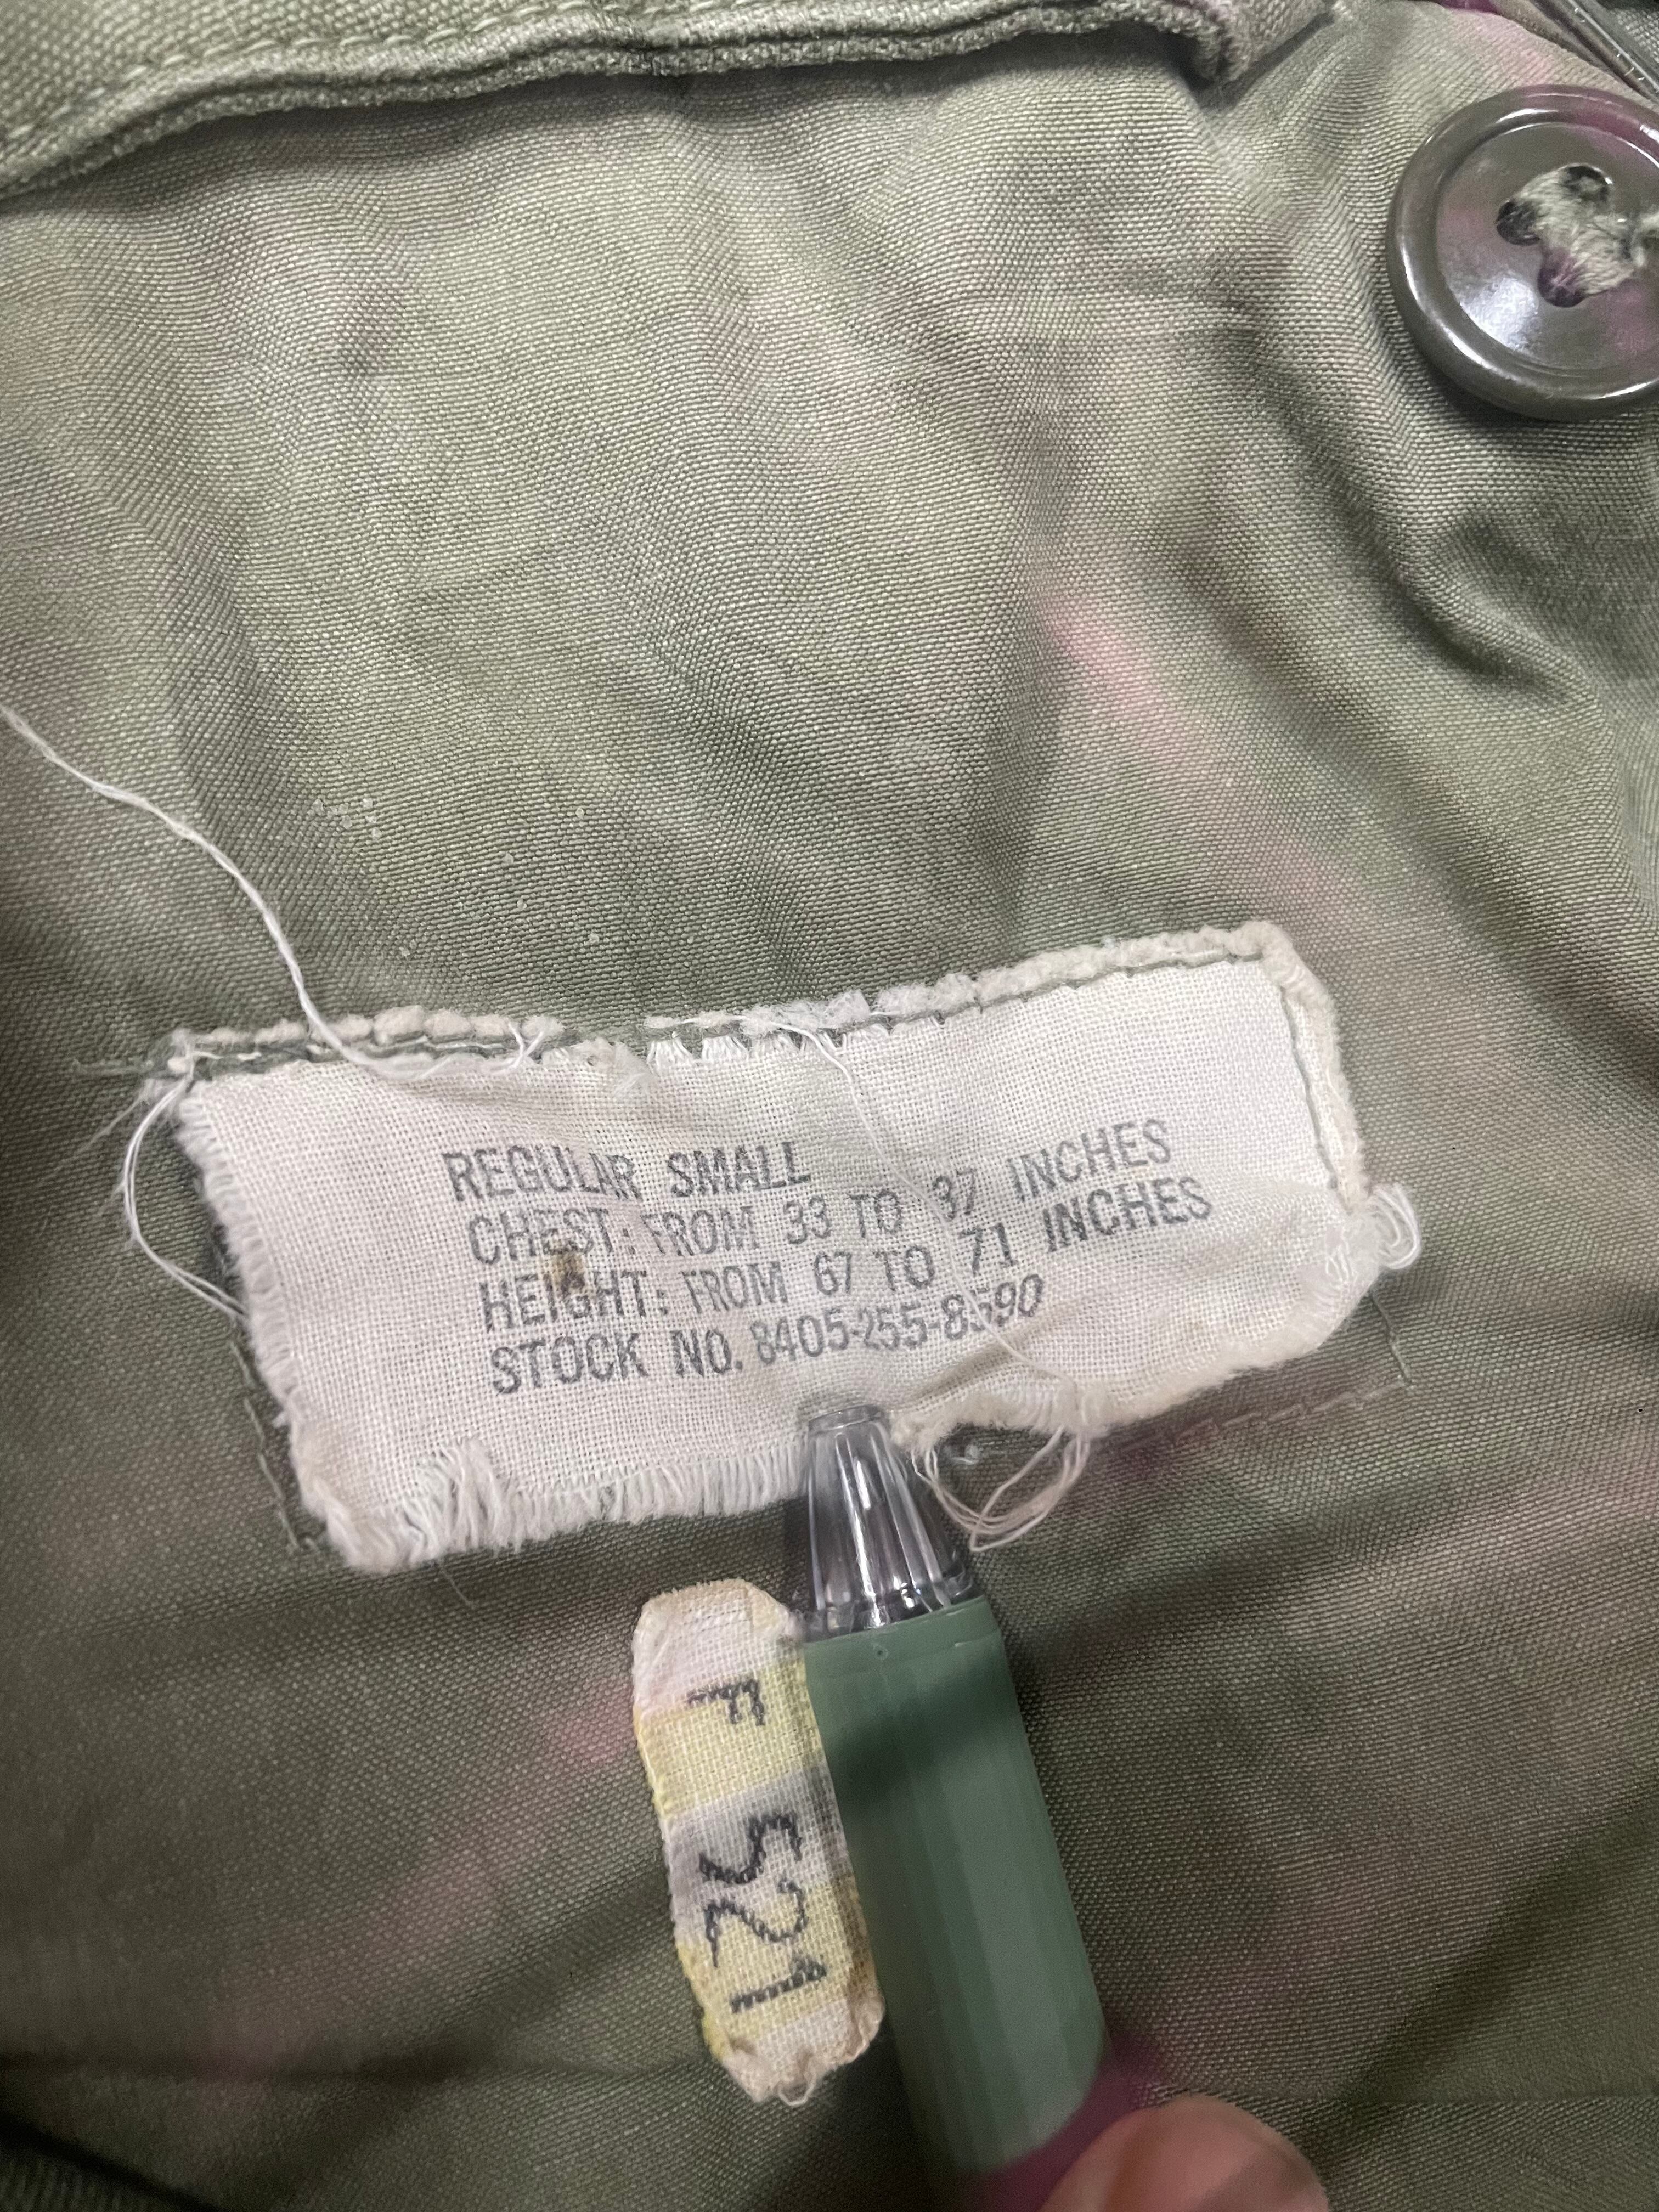 REGULAR SMALL
CHEST: FROM 33 TO 37 INCHES
HEIGHT: FROM 67 TO 71 INCHES
STOCK NO. 8405-255-8590
F 521